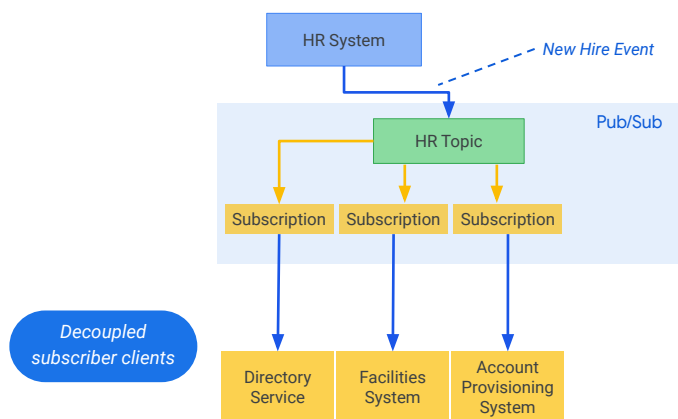 HR System
New Hire Event
Pub/Sub
HR Topic
Subscription
Subscription
Subscription
Decoupled
subscriber clients
Directory
Service
Facilities
System
Account
Provisioning
System